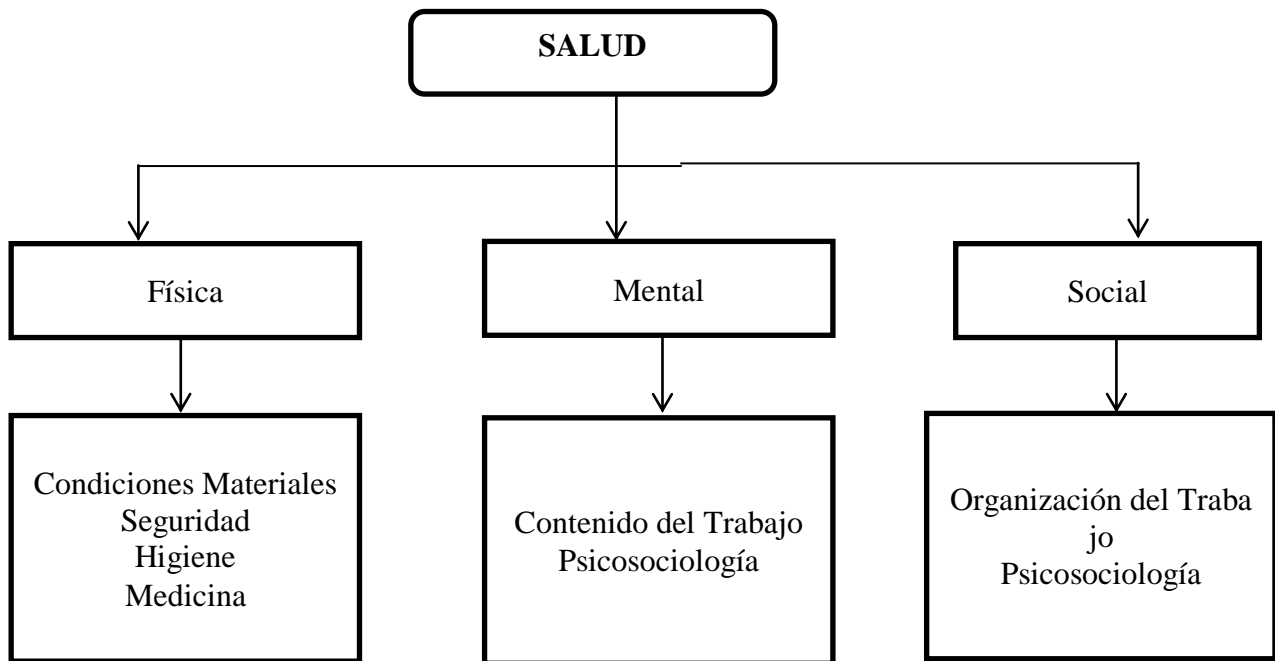 SALUD
Física
Mental
Social
Condiciones Materiales
Seguridad
Higiene
Medicina
Contenido del Trabajo
Psicosociología
Organización del Traba
jo
Psicosociología